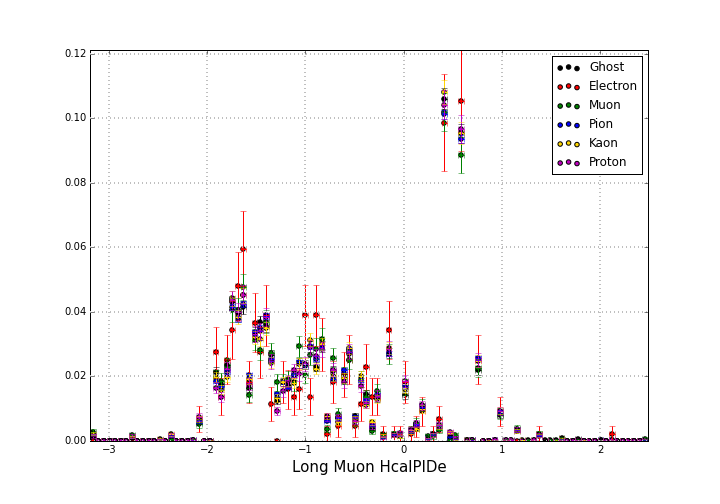 0.12
0.10
0.08
0.06
0.04
0.02
0.00
−3
−2
−1
0
1
2
Long Muon HcalPIDe
Ghost
Electron
Muon
Pion
Kaon
Proton